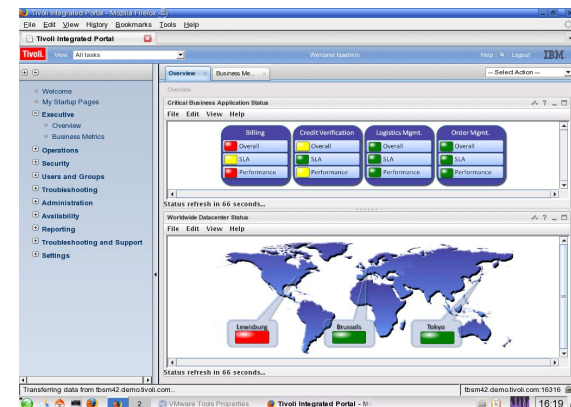 Tivoli Integrated Portal - Mozilla Firefox
File Edit View History Bookmarks Tools Help
Tivoli Integrated Portal
Tivoli. View: All tasks Welcome tipadmin Help Logout IBM.
Overview Business Me... -- Select Action --
Welcome
My Startup Pages
Executive
Overview
Business Metrics
Operations
Security
Users and Groups
Troubleshooting
Administration
Availability
Reporting
Troubleshooting and Support
Settings
Overview
Critical Business Application Status
File Edit View Help
Billing Credit Verification Logistics Mgmt. Order Mgmt.
Overall Overall Overall Overall
SLA SLA SLA SLA
Performance Performance Performance Performance
Status refresh in 66 seconds.
Worldwide Datacenter Status
File Edit View Help
Lewisburg Brussels Tokyo
Status refresh in 66 seconds.
Transferring data from tbsm42.demotivoli.com... tbsm42.demotivoli.com:16316
2 VMware Tools Properties Tivoli Integrated Portal - M 16:19